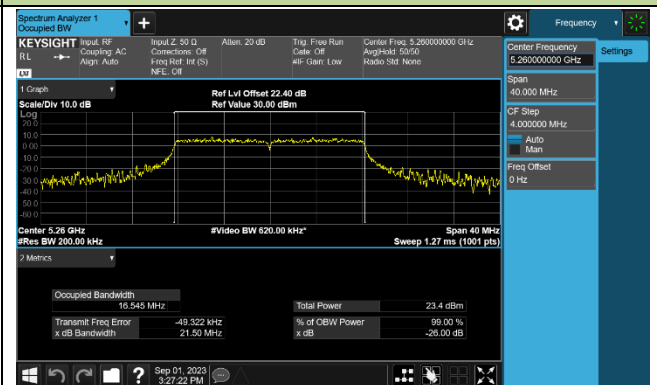 Spectrum Analyzer 1
Occupied BW
Frequency
KEYSIGHT
RL
LXI
Input: RF
Coupling: AC
Align: Auto
Input Z: 50 Ω
Corrections: Off
Freq Ref: Int (S)
NFE: Off
Atten: 20 dB
Trig: Free Run
Gate: Off
#IF Gain: Low
Center Freq: 5.260000000 GHz
Avg|Hold: 50/50
Radio Std: None
Center Frequency
5.260000000 GHz
Settings
Span
40.000 MHz
CF Step
4.000000 MHz
Auto
Man
Freq Offset
0 Hz
1 Graph
Scale/Div 10.0 dB
Ref Lvl Offset 22.40 dB
Ref Value 30.00 dBm
Log
20.0
10.0
0.00
-10.0
-20.0
-30.0
-40.0
-50.0
-60.0
Center 5.26 GHz
#Res BW 200.00 kHz
#Video BW 620.00 kHz*
Span 40 MHz
Sweep 1.27 ms (1001 pts)
2 Metrics
Occupied Bandwidth
16.545 MHz
Total Power 23.4 dBm
Transmit Freq Error -49.322 kHz
% of OBW Power 99.00 %
x dB Bandwidth 21.50 MHz
x dB -26.00 dB
?
Sep 01, 2023
3:27:22 PM